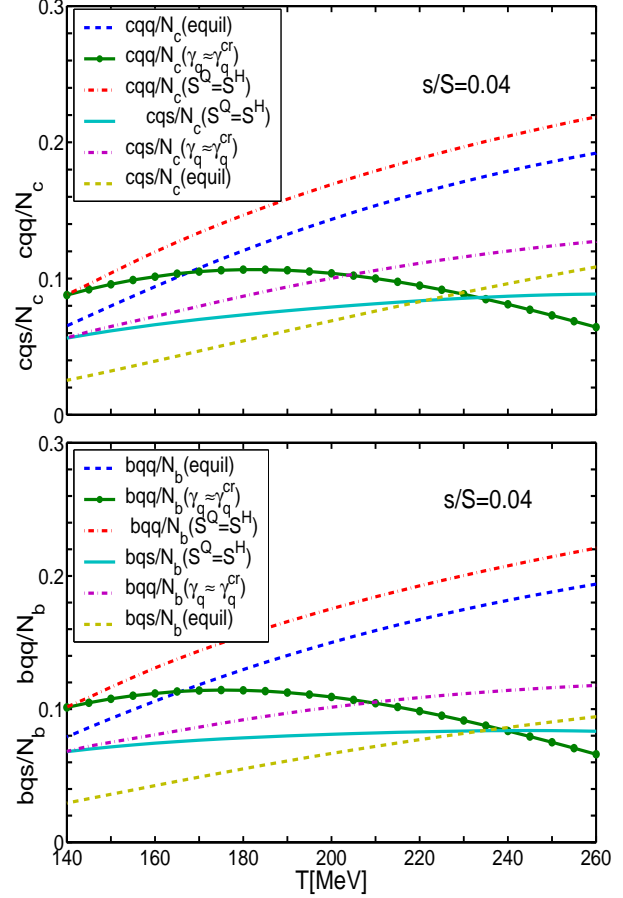 0.3
cqq/N_c(equil)
cqq/N_c(γ_q≈γ_q^cr)
cqq/N_c(S^Q=S^H)
cqs/N_c(S^Q=S^H)
cqs/N_c(γ_q≈γ_q^cr)
cqs/N_c(equil)
s/S=0.04
0.2
0.1
0
cqs/N_c cqq/N_c
0.3
bqq/N_b(equil)
bqq/N_b(γ_q≈γ_q^cr)
bqq/N_b(S^Q=S^H)
bqs/N_b(S^Q=S^H)
bqq/N_b(γ_q≈γ_q^cr)
bqs/N_b(equil)
s/S=0.04
0.2
0.1
0
bqs/N_b bqq/N_b
140 160 180 200 220 240 260
T[MeV]